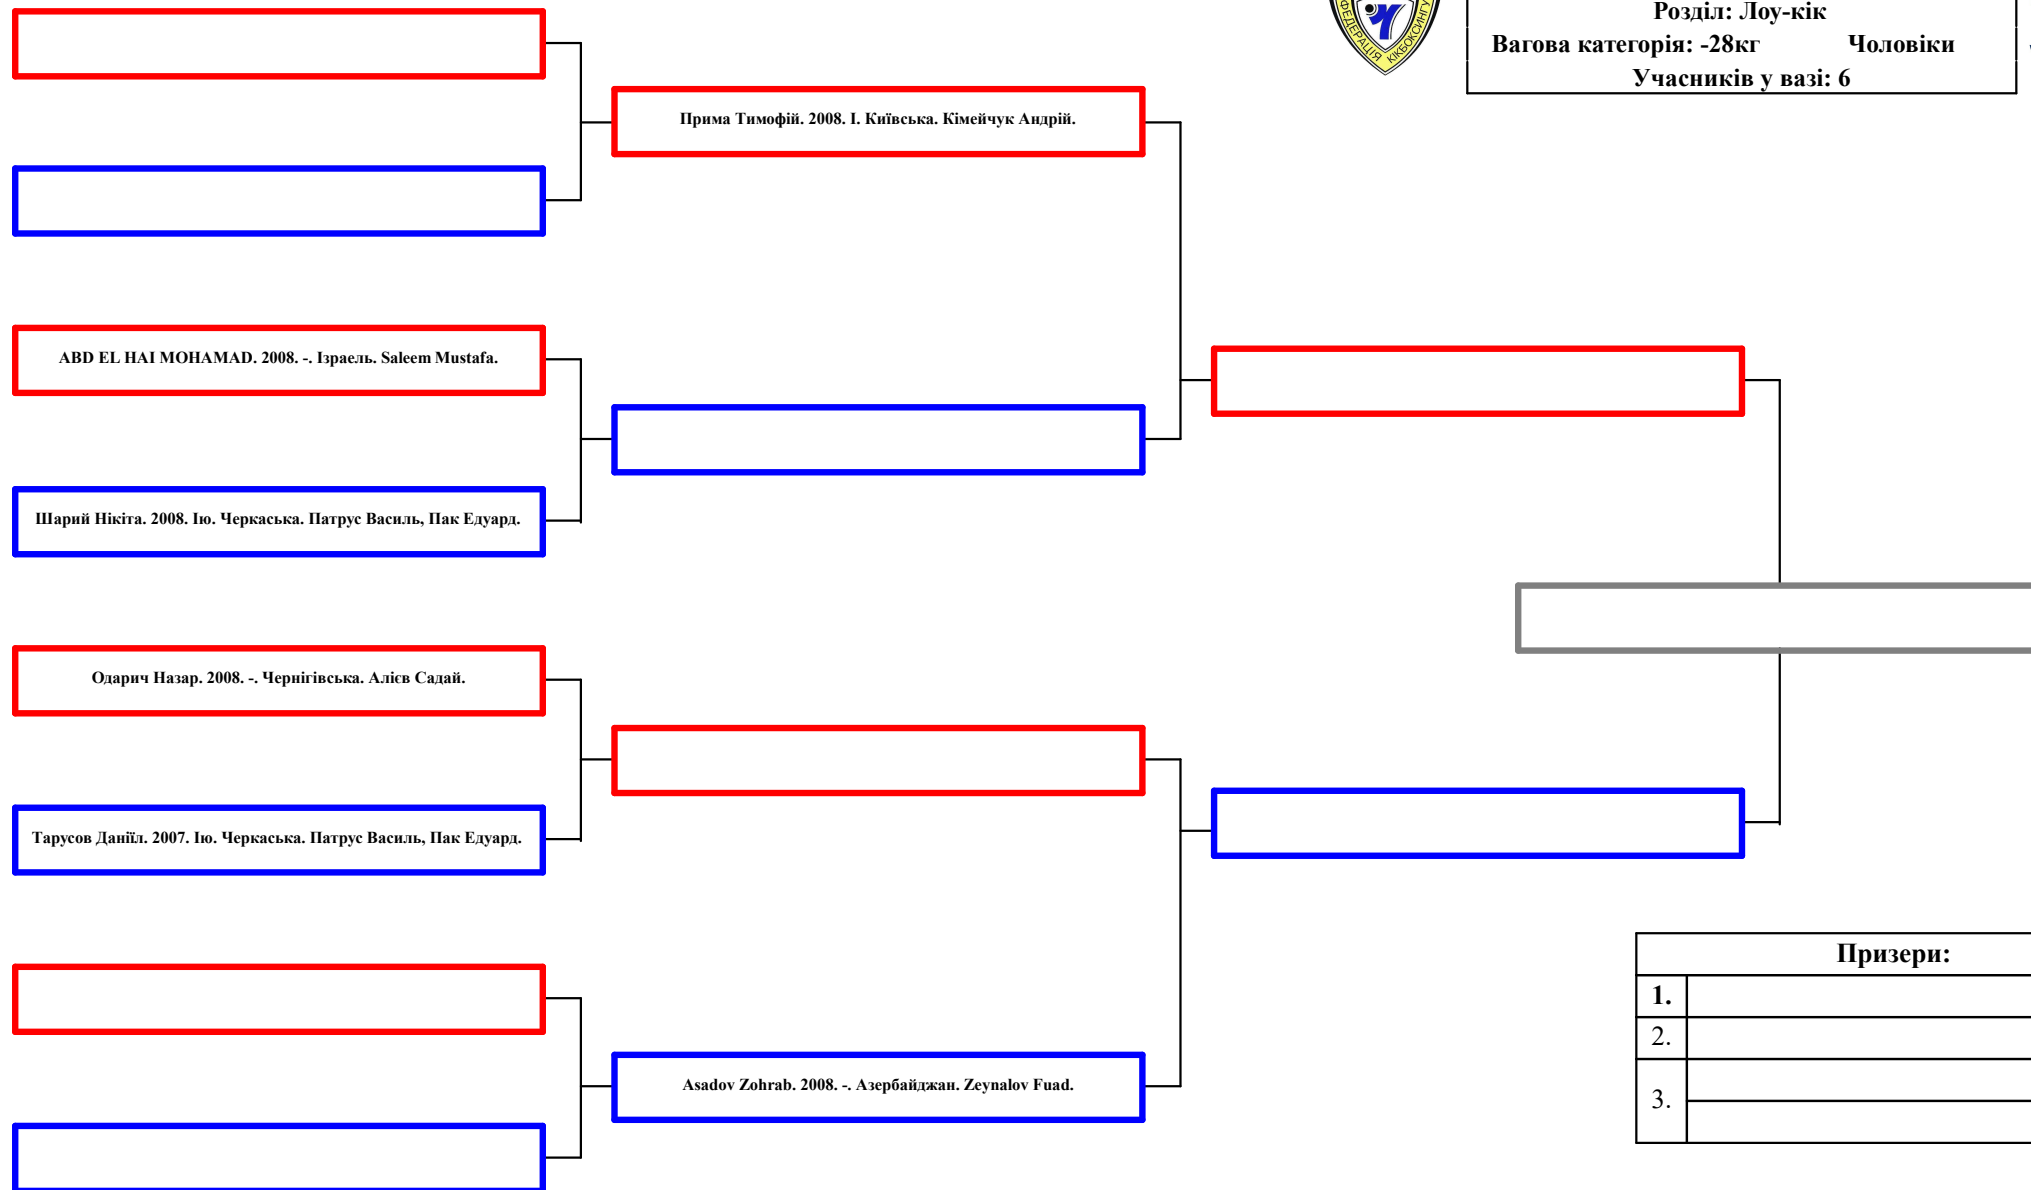 ФЕДЕРАЦІЯ КІКБОКСИНГУ
Розділ: Лоу-кік
Вагова категорія: -28кг Чоловіки
Учасників у вазі: 6
Прима Тимофій. 2008. І. Київська. Кімейчук Андрій.
ABD EL HAI MOHAMAD. 2008. -. Ізраель. Saleem Mustafa.
Шарий Нікіта. 2008. Ію. Черкаська. Патрус Василь, Пак Едуард.
Одарич Назар. 2008. -. Чернігівська. Алієв Садай.
Тарусов Даніїл. 2007. Ію. Черкаська. Патрус Василь, Пак Едуард.
Asadov Zohrab. 2008. -. Азербайджан. Zeynalov Fuad.
Призери:
1.
2.
3.